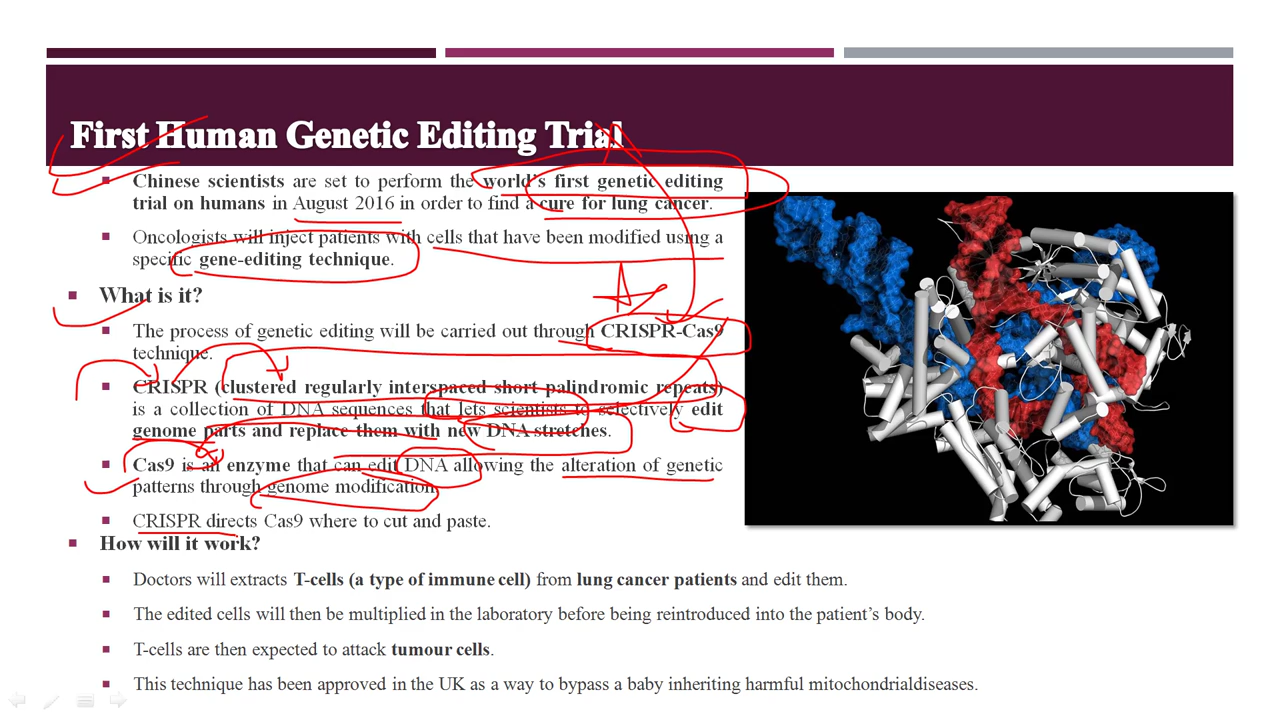 First Human Genetic Editing Trial
Chinese scientists are set to perform the world's first genetic editing
trial on humans in August 2016 in order to find a cure for lung cancer.
Oncologists will inject patients with cells that have been modified using a
specific gene-editing technique.
What is it?
The process of genetic editing will be carried out through CRISPR-Cas9
technique.
CRISPR (clustered regularly interspaced short palindromic repeats)
is a collection of DNA sequences that lets scientists to selectively edit
genome parts and replace them with new DNA stretches.
Cas9 is an enzyme that can edit DNA allowing the alteration of genetic
patterns through genome modification.
CRISPR directs Cas9 where to cut and paste.
How will it work?
Doctors will extracts T-cells (a type of immune cell) from lung cancer patients and edit them.
The edited cells will then be multiplied in the laboratory before being reintroduced into the patient's body.
T-cells are then expected to attack tumour cells.
This technique has been approved in the UK as a way to bypass a baby inheriting harmful mitochondrialdiseases.